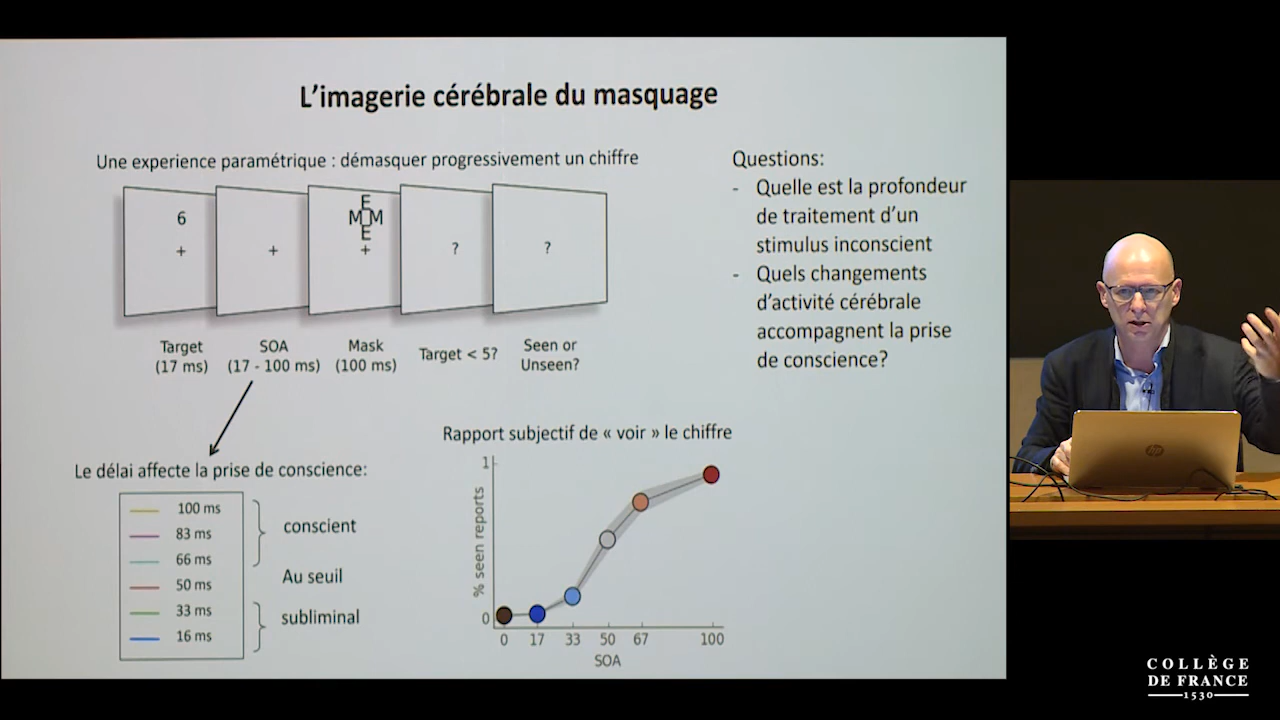 L'imagerie cérébrale du masquage
Une experience paramétrique : démasquer progressivement un chiffre
6
+
+
E
M M
E
+
?
?
Target
(17 ms)
SOA
(17 - 100 ms)
Mask
(100 ms)
Target < 5?
Seen or
Unseen?
Le délai affecte la prise de conscience:
100 ms
83 ms
66 ms
50 ms
33 ms
16 ms
conscient
Au seuil
subliminal
Rapport subjectif de « voir » le chiffre
% seen reports
1
0
0 17 33 50 67 100
SOA
Questions:
- Quelle est la profondeur
de traitement d'un
stimulus inconscient
- Quels changements
d'activité cérébrale
accompagnent la prise
de conscience?
hp
COLLÈGE
DE FRANCE
1530